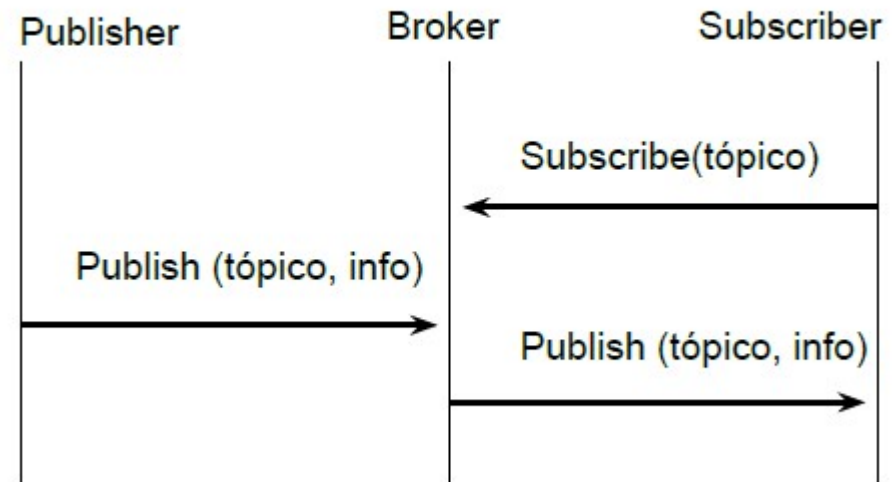 Publisher
Broker
Subscriber
Subscribe(tópico)
Publish (tópico, info)
Publish (tópico, info)